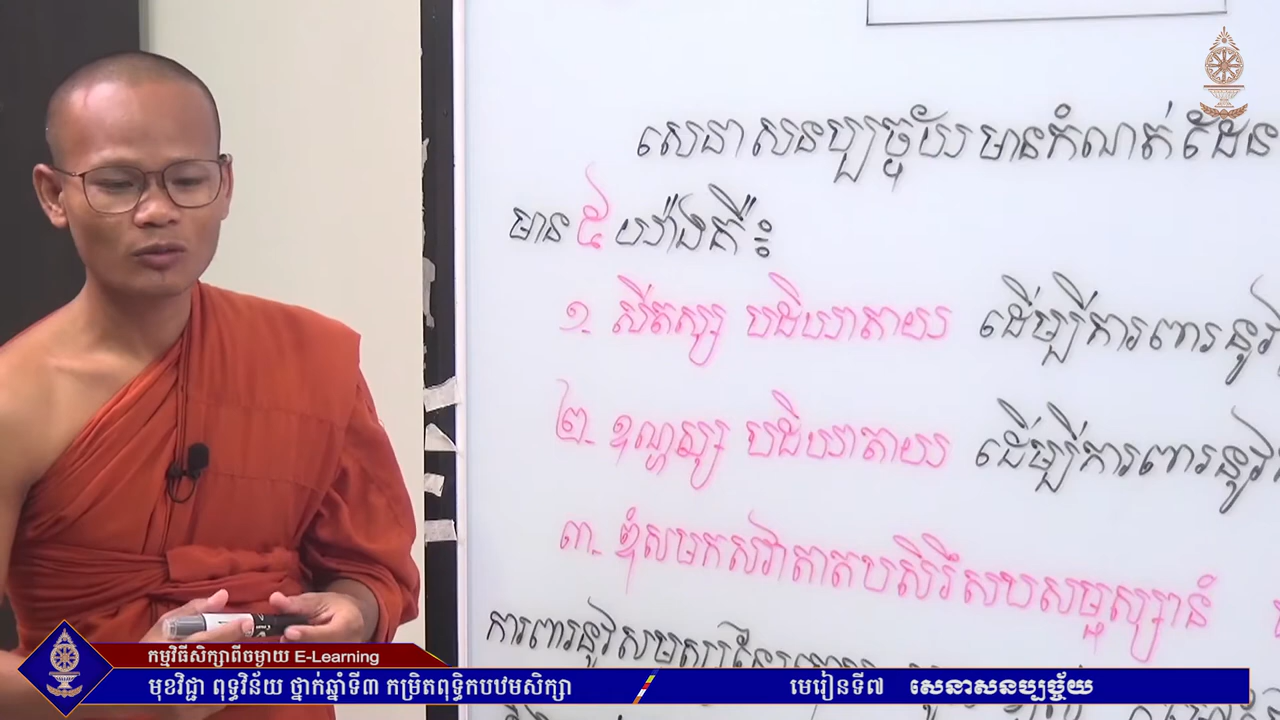 សេនាសនប្បច្ច័យ មានកំណត់ដែន
មាន ៥ យ៉ាងគឺ៖
១- សីតស្ស បដិឃាតាយ ដើម្បីការពារនូវ
២- ឧណ្ហស្ស បដិឃាតាយ ដើម្បីការពារនូវ
៣- ឌំសមកសវាតាតបសិរីសបសម្ផស្សានំ
ការពារនូវសម្ផស្ស
កម្មវិធីសិក្សាពីចម្ងាយ E-Learning
មុខវិជ្ជា ពុទ្ធវិន័យ ថ្នាក់ឆ្នាំទី៣ កម្រិតពុទ្ធិកបឋមសិក្សា មេរៀនទី៧ សេនាសនប្បច្ច័យ